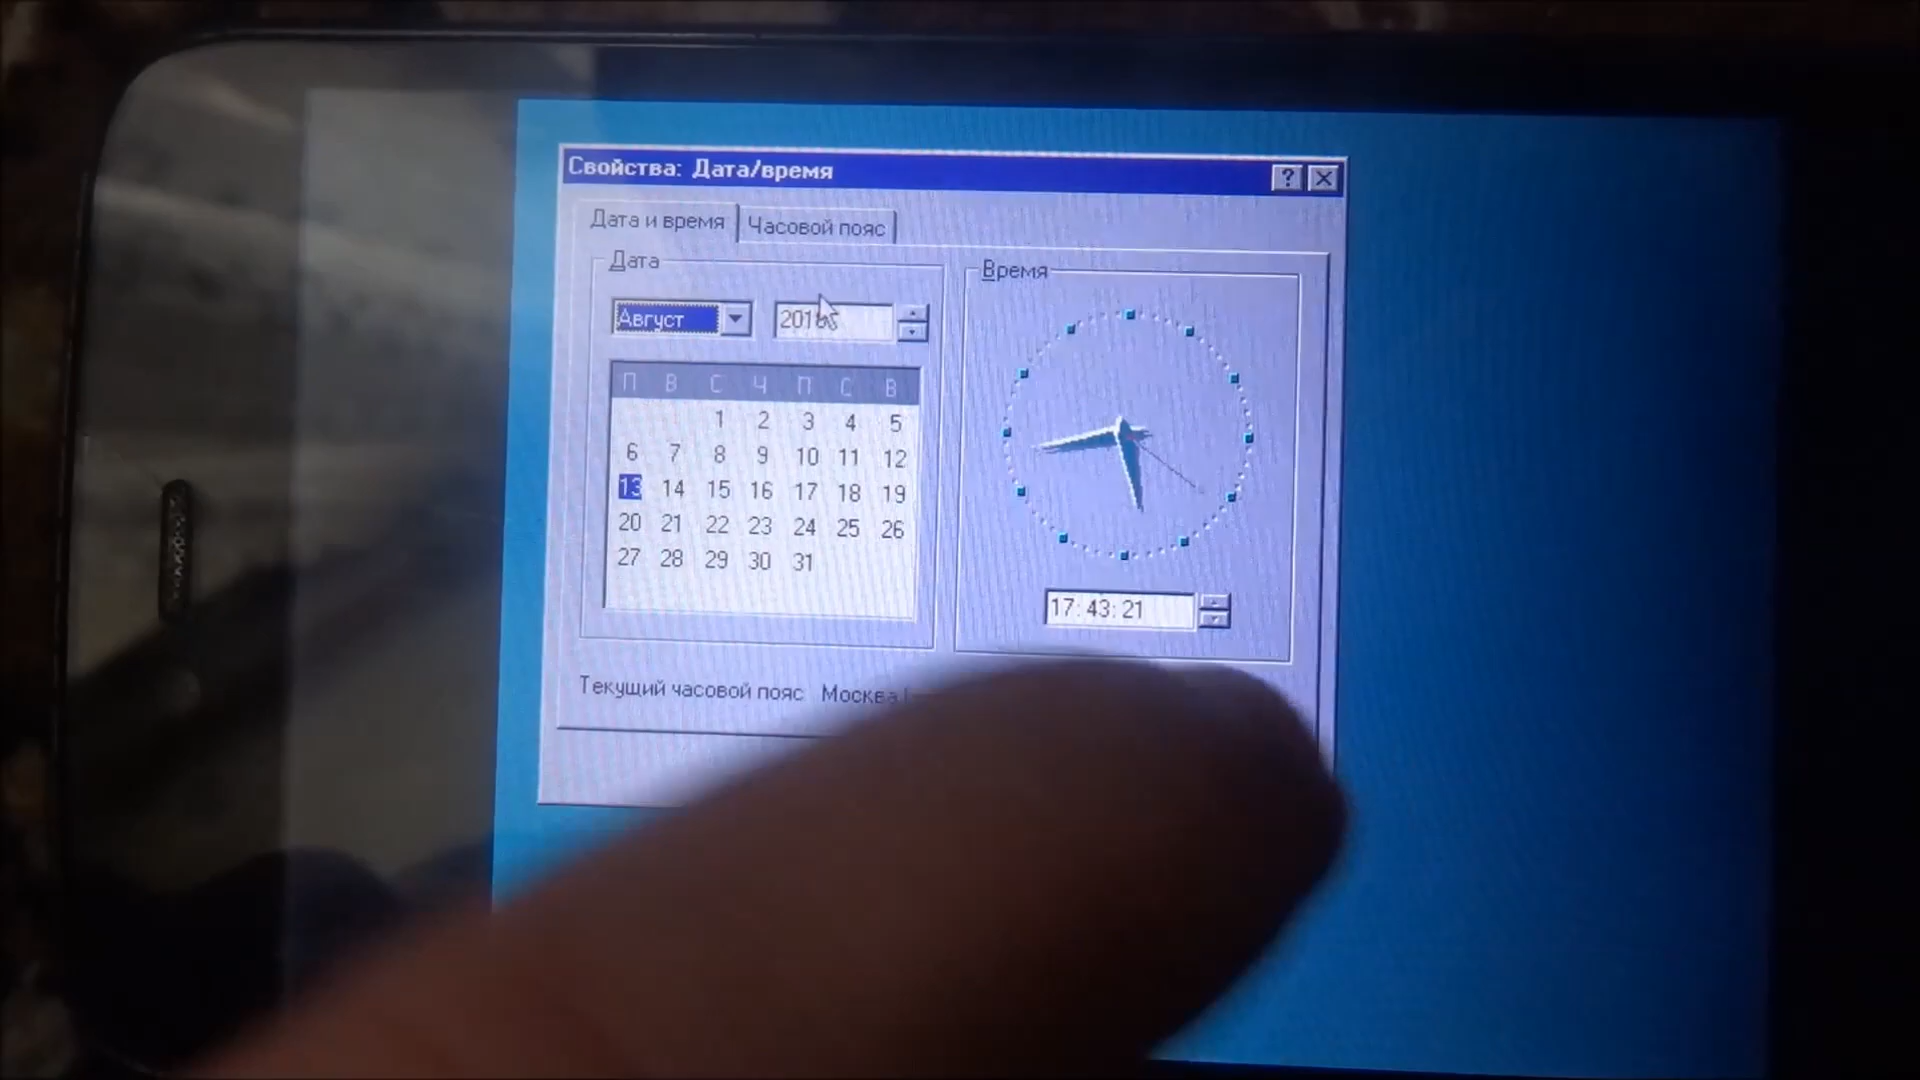 Свойства: Дата/время
Дата и время Часовой пояс
Дата
Время
Август
П В С Ч П С В
1 2 3 4 5
6 7 8 9 10 11 12
13 14 15 16 17 18 19
20 21 22 23 24 25 26
27 28 29 30 31
17:43:21
Текущий часовой пояс: Москва